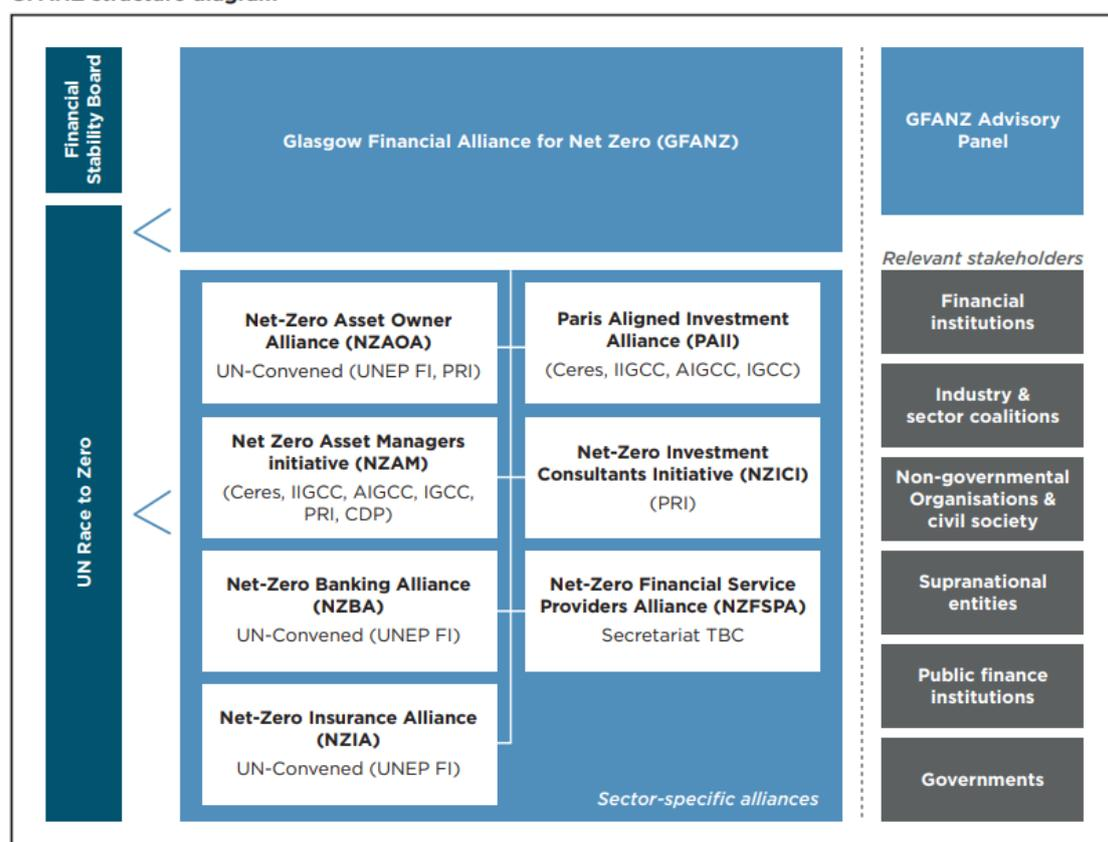 Financial
Stability Board
UN Race to Zero
Glasgow Financial Alliance for Net Zero (GFANZ)
Net-Zero Asset Owner
Alliance (NZAOA)
UN-Convened (UNEP FI, PRI)
Paris Aligned Investment
Alliance (PAII)
(Ceres, IIGCC, AIGCC, IGCC)
Net Zero Asset Managers
initiative (NZAM)
(Ceres, IIGCC, AIGCC, IGCC,
PRI, CDP)
Net-Zero Investment
Consultants Initiative (NZICI)
(PRI)
Net-Zero Banking Alliance
(NZBA)
UN-Convened (UNEP FI)
Net-Zero Financial Service
Providers Alliance (NZFSPA)
Secretariat TBC
Net-Zero Insurance Alliance
(NZIA)
UN-Convened (UNEP FI)
Sector-specific alliances
GFANZ Advisory
Panel
Relevant stakeholders
Financial
institutions
Industry &
sector coalitions
Non-governmental
Organisations &
civil society
Supranational
entities
Public finance
institutions
Governments